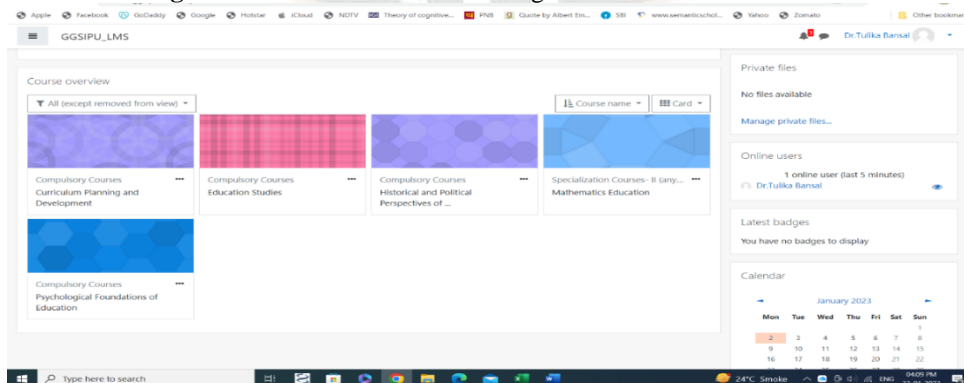 Apple Facebook GoDaddy Google Hotstar iCloud NDTV Theory of cognitive... PNB Quote by Albert Ein... SBI www.semanticschol... Yahoo Zomato Other bookmar
GGSIPU_LMS
Dr.Tulika Bansal
Course overview
All (except removed from view)
Course name
Card
Compulsory Courses
Curriculum Planning and
Development
Compulsory Courses
Education Studies
Compulsory Courses
Historical and Political
Perspectives of ...
Specialization Courses- II (any...
Mathematics Education
Compulsory Courses
Psychological Foundations of
Education
Private files
No files available
Manage private files...
Online users
1 online user (last 5 minutes)
Dr.Tulika Bansal
Latest badges
You have no badges to display
Calendar
January 2023
Mon Tue Wed Thu Fri Sat Sun
1
2 3 4 5 6 7 8
9 10 11 12 13 14 15
16 17 18 19 20 21 22
Type here to search
24°C Smoke
ENG
04:09 PM